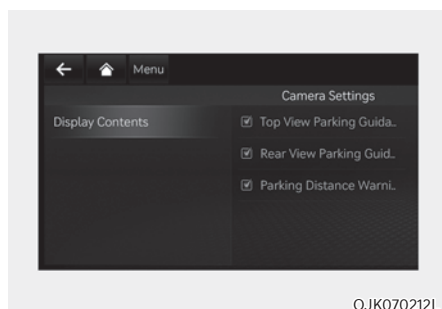 Menu
Camera Settings
Display Contents
Top View Parking Guida..
Rear View Parking Guid..
Parking Distance Warni..
OJK070212L